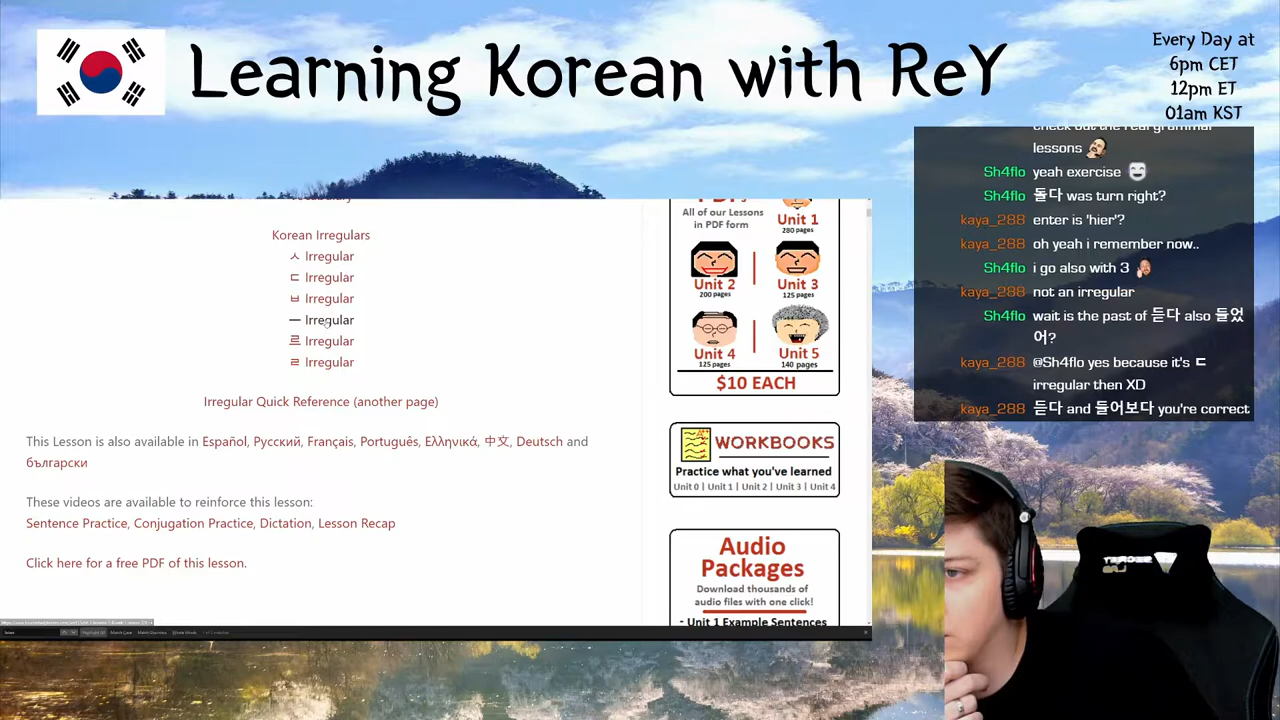 Learning Korean with ReY
Every Day at
6pm CET
12pm ET
01am KST
lessons
Sh4flo yeah exercise
Sh4flo 돌다 was turn right?
kaya_288 enter is 'hier'?
kaya_288 oh yeah i remember now..
Sh4flo i go also with 3
kaya_288 not an irregular
Sh4flo wait is the past of 듣다 also 들었
어?
kaya_288 @Sh4flo yes because it's ㄷ
irregular then XD
kaya_288 듣다 and 들어보다 you're correct
Korean Irregulars
ㅅ Irregular
ㄷ Irregular
ㅂ Irregular
ㅡ Irregular
르 Irregular
ㄹ Irregular
Irregular Quick Reference (another page)
This Lesson is also available in Español, Русский, Français, Português, Ελληνικά, 中文, Deutsch and
български
These videos are available to reinforce this lesson:
Sentence Practice, Conjugation Practice, Dictation, Lesson Recap
Click here for a free PDF of this lesson.
All of our Lessons
in PDF form
Unit 1
280 pages
Unit 2
200 pages
Unit 3
125 pages
Unit 4
125 pages
Unit 5
140 pages
$10 EACH
WORKBOOKS
Practice what you've learned
Unit 0 | Unit 1 | Unit 2 | Unit 3 | Unit 4
Audio
Packages
Download thousands of
audio files with one click!
- Unit 1 Example Sentences